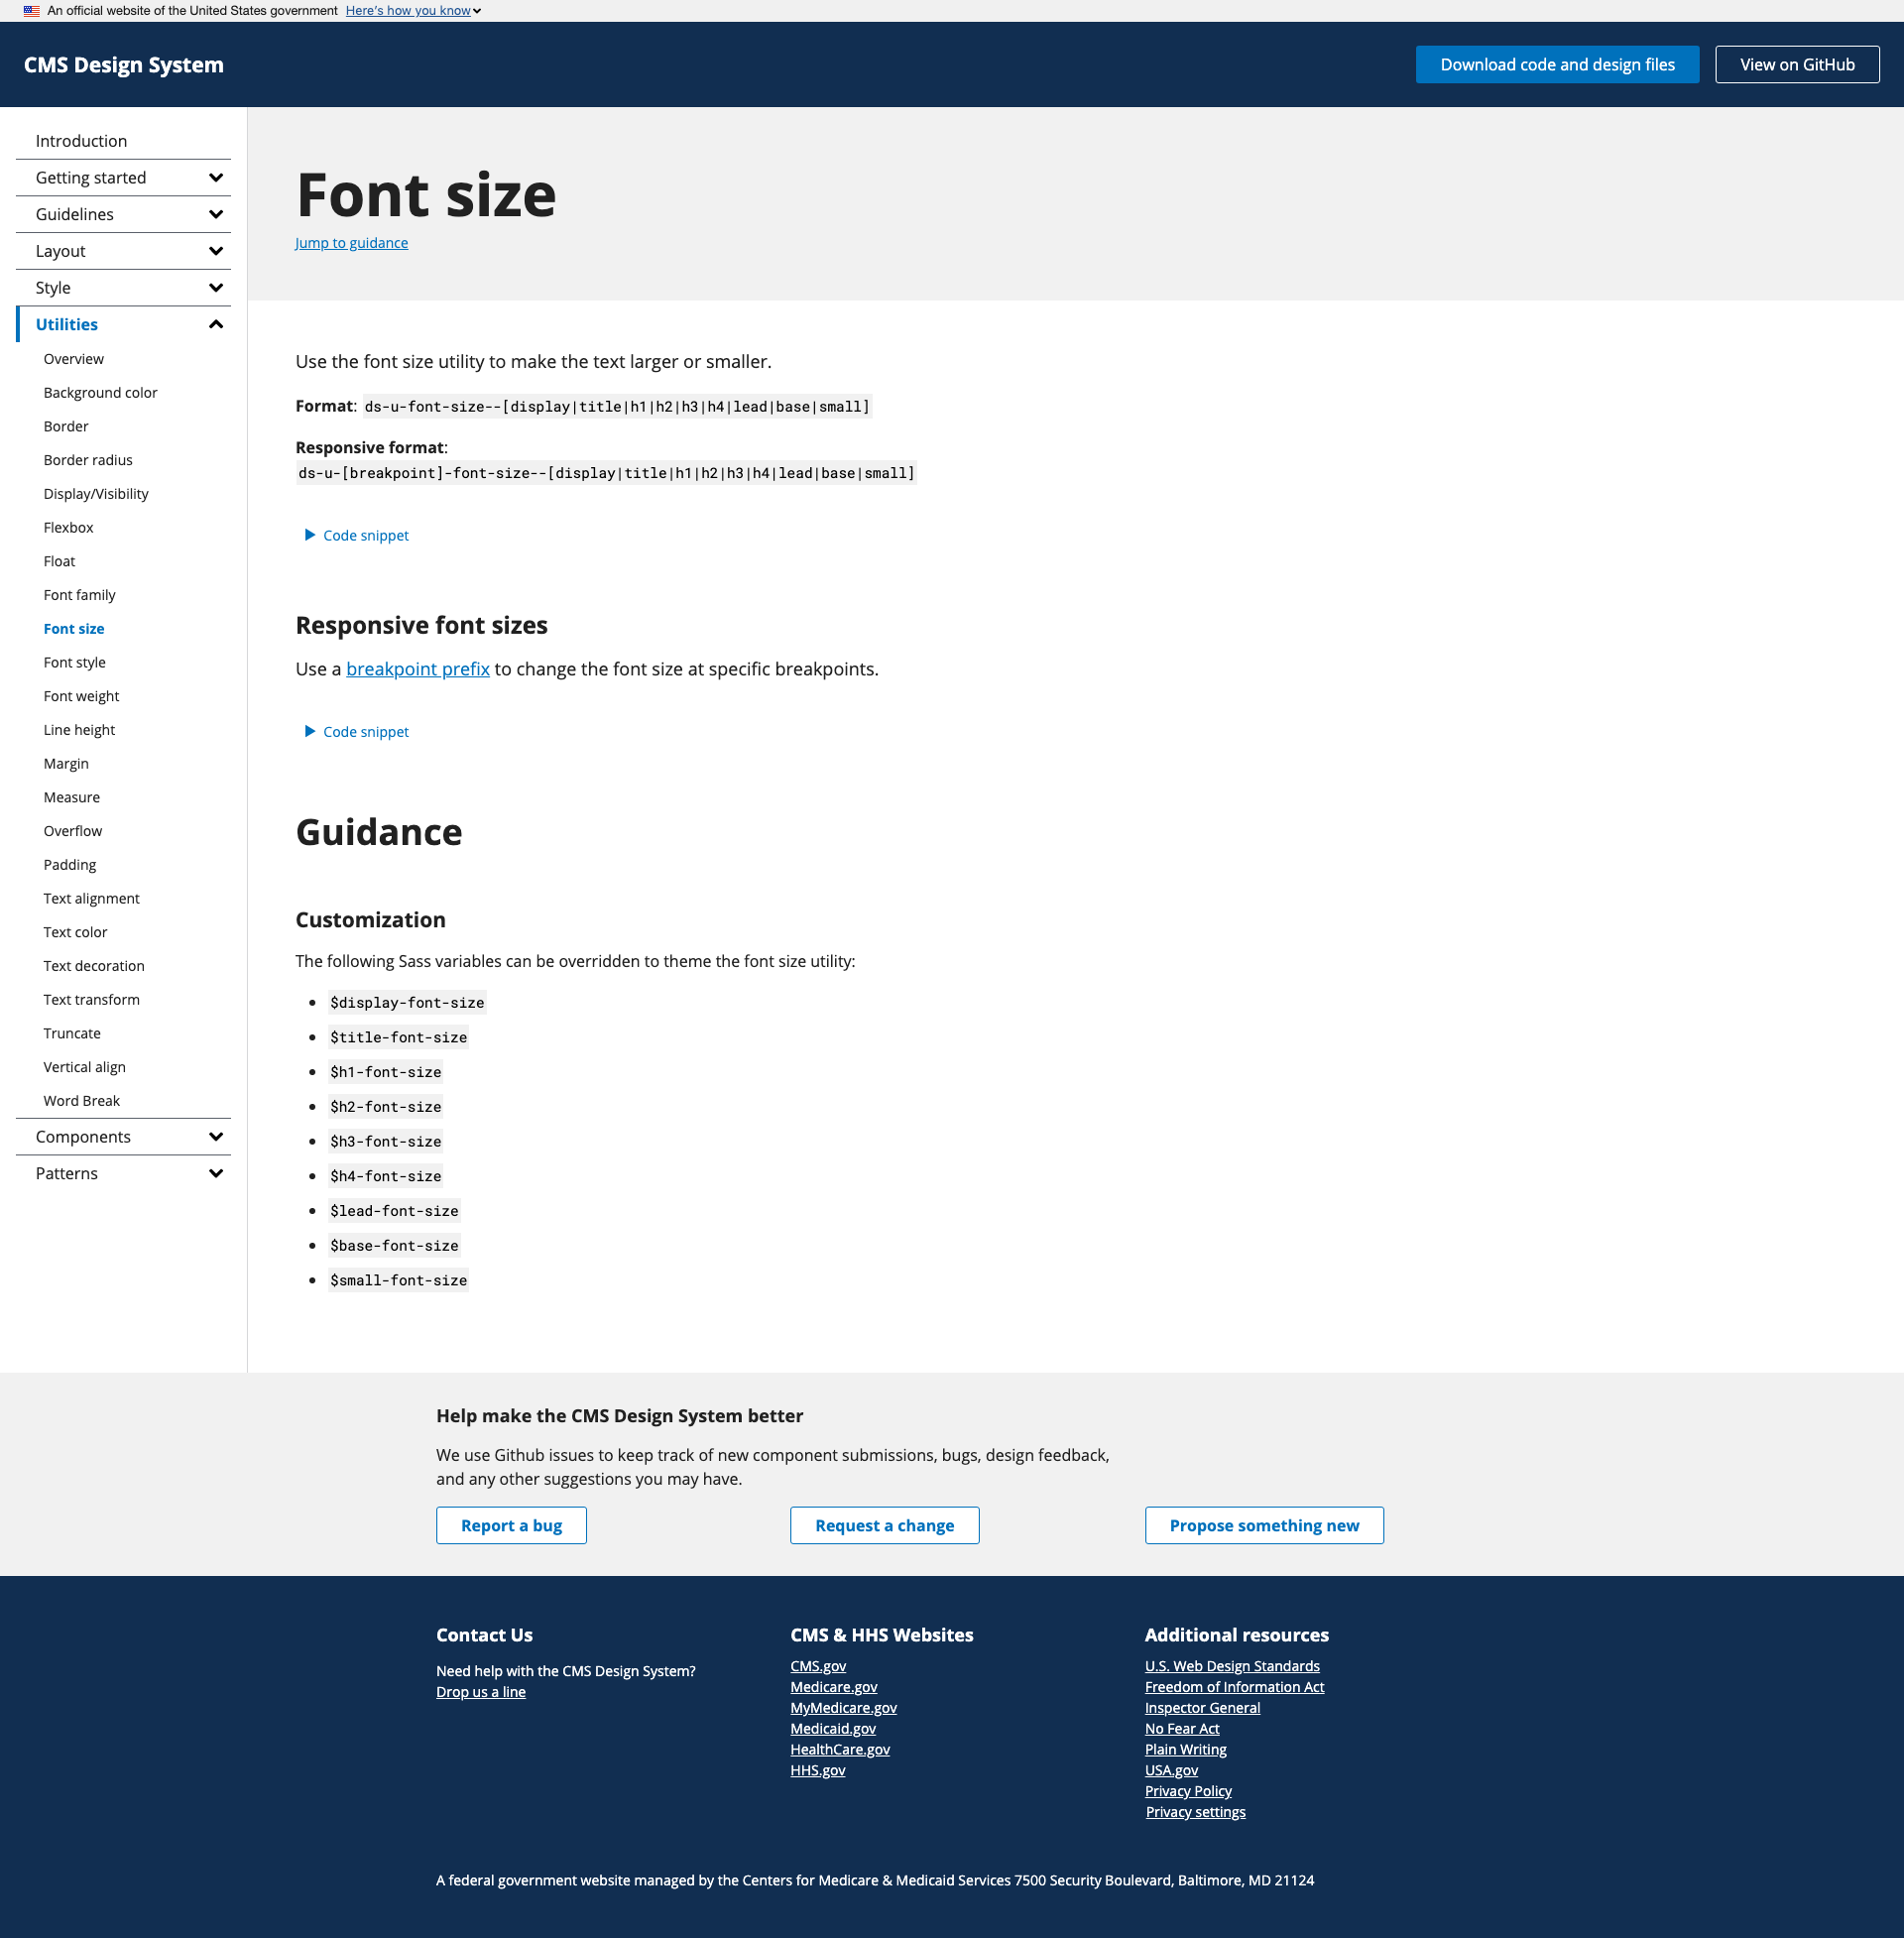 An official website of the United States government Here's how you know
CMS Design System
Download code and design files
View on GitHub
Introduction
Getting started
Guidelines
Layout
Style
Utilities
Overview
Background color
Border
Border radius
Display/Visibility
Flexbox
Float
Font family
Font size
Font style
Font weight
Line height
Margin
Measure
Overflow
Padding
Text alignment
Text color
Text decoration
Text transform
Truncate
Vertical align
Word Break
Components
Patterns
Font size
Jump to guidance
Use the font size utility to make the text larger or smaller.
Format: ds-u-font-size--[display|title|h1|h2|h3|h4|lead|base|small]
Responsive format:
ds-u-[breakpoint]-font-size--[display|title|h1|h2|h3|h4|lead|base|small]
Code snippet
Responsive font sizes
Use a breakpoint prefix to change the font size at specific breakpoints.
Code snippet
Guidance
Customization
The following Sass variables can be overridden to theme the font size utility:
$display-font-size
$title-font-size
$h1-font-size
$h2-font-size
$h3-font-size
$h4-font-size
$lead-font-size
$base-font-size
$small-font-size
Help make the CMS Design System better
We use Github issues to keep track of new component submissions, bugs, design feedback,
and any other suggestions you may have.
Report a bug
Request a change
Propose something new
Contact Us
Need help with the CMS Design System?
Drop us a line
CMS & HHS Websites
CMS.gov
Medicare.gov
MyMedicare.gov
Medicaid.gov
HealthCare.gov
HHS.gov
Additional resources
U.S. Web Design Standards
Freedom of Information Act
Inspector General
No Fear Act
Plain Writing
USA.gov
Privacy Policy
Privacy settings
A federal government website managed by the Centers for Medicare & Medicaid Services 7500 Security Boulevard, Baltimore, MD 21124